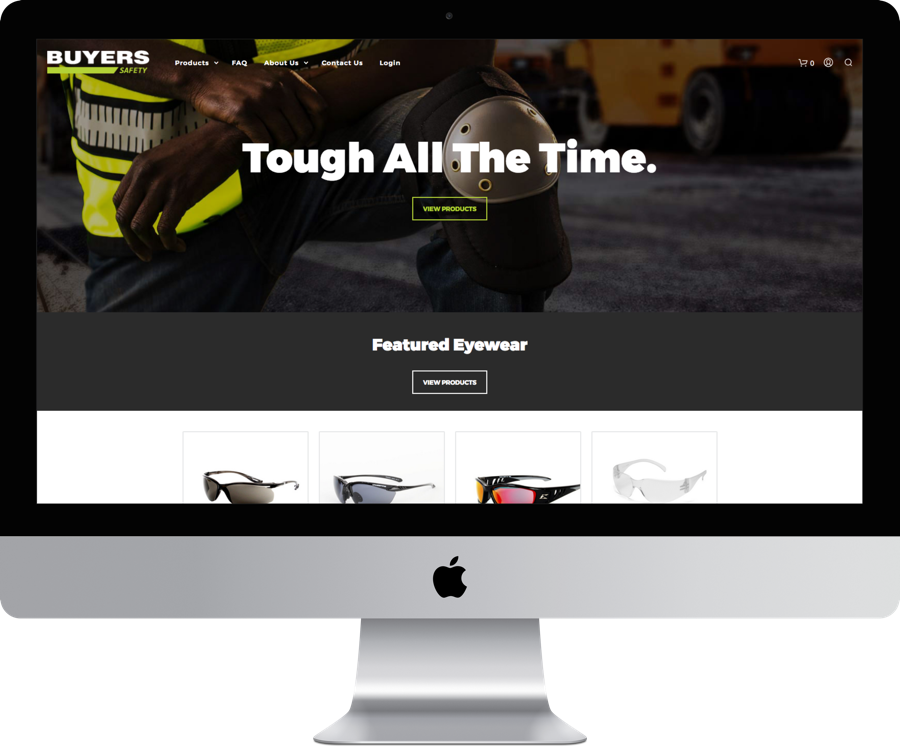 BUYERS
SAFETY
Products FAQ About Us Contact Us Login 0
Tough All The Time.
VIEW PRODUCTS
Featured Eyewear
VIEW PRODUCTS